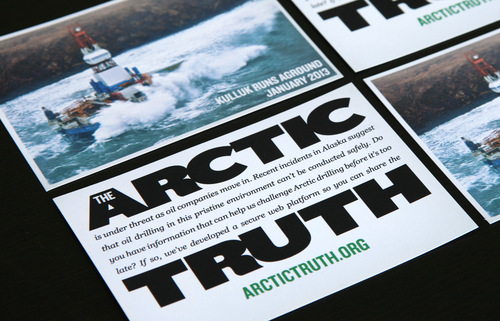 late? If so,
ARCTICTRUTH.ORG
KULLUK RUNS AGROUND
JANUARY 2013
THE ARCTIC
is under threat as oil companies move in. Recent incidents in Alaska suggest
that oil drilling in this pristine environment can't be conducted safely. Do
you have information that can help us challenge Arctic drilling before it's too
late? If so, we've developed a secure web platform so you can share the
TRUTH
ARCTICTRUTH.ORG